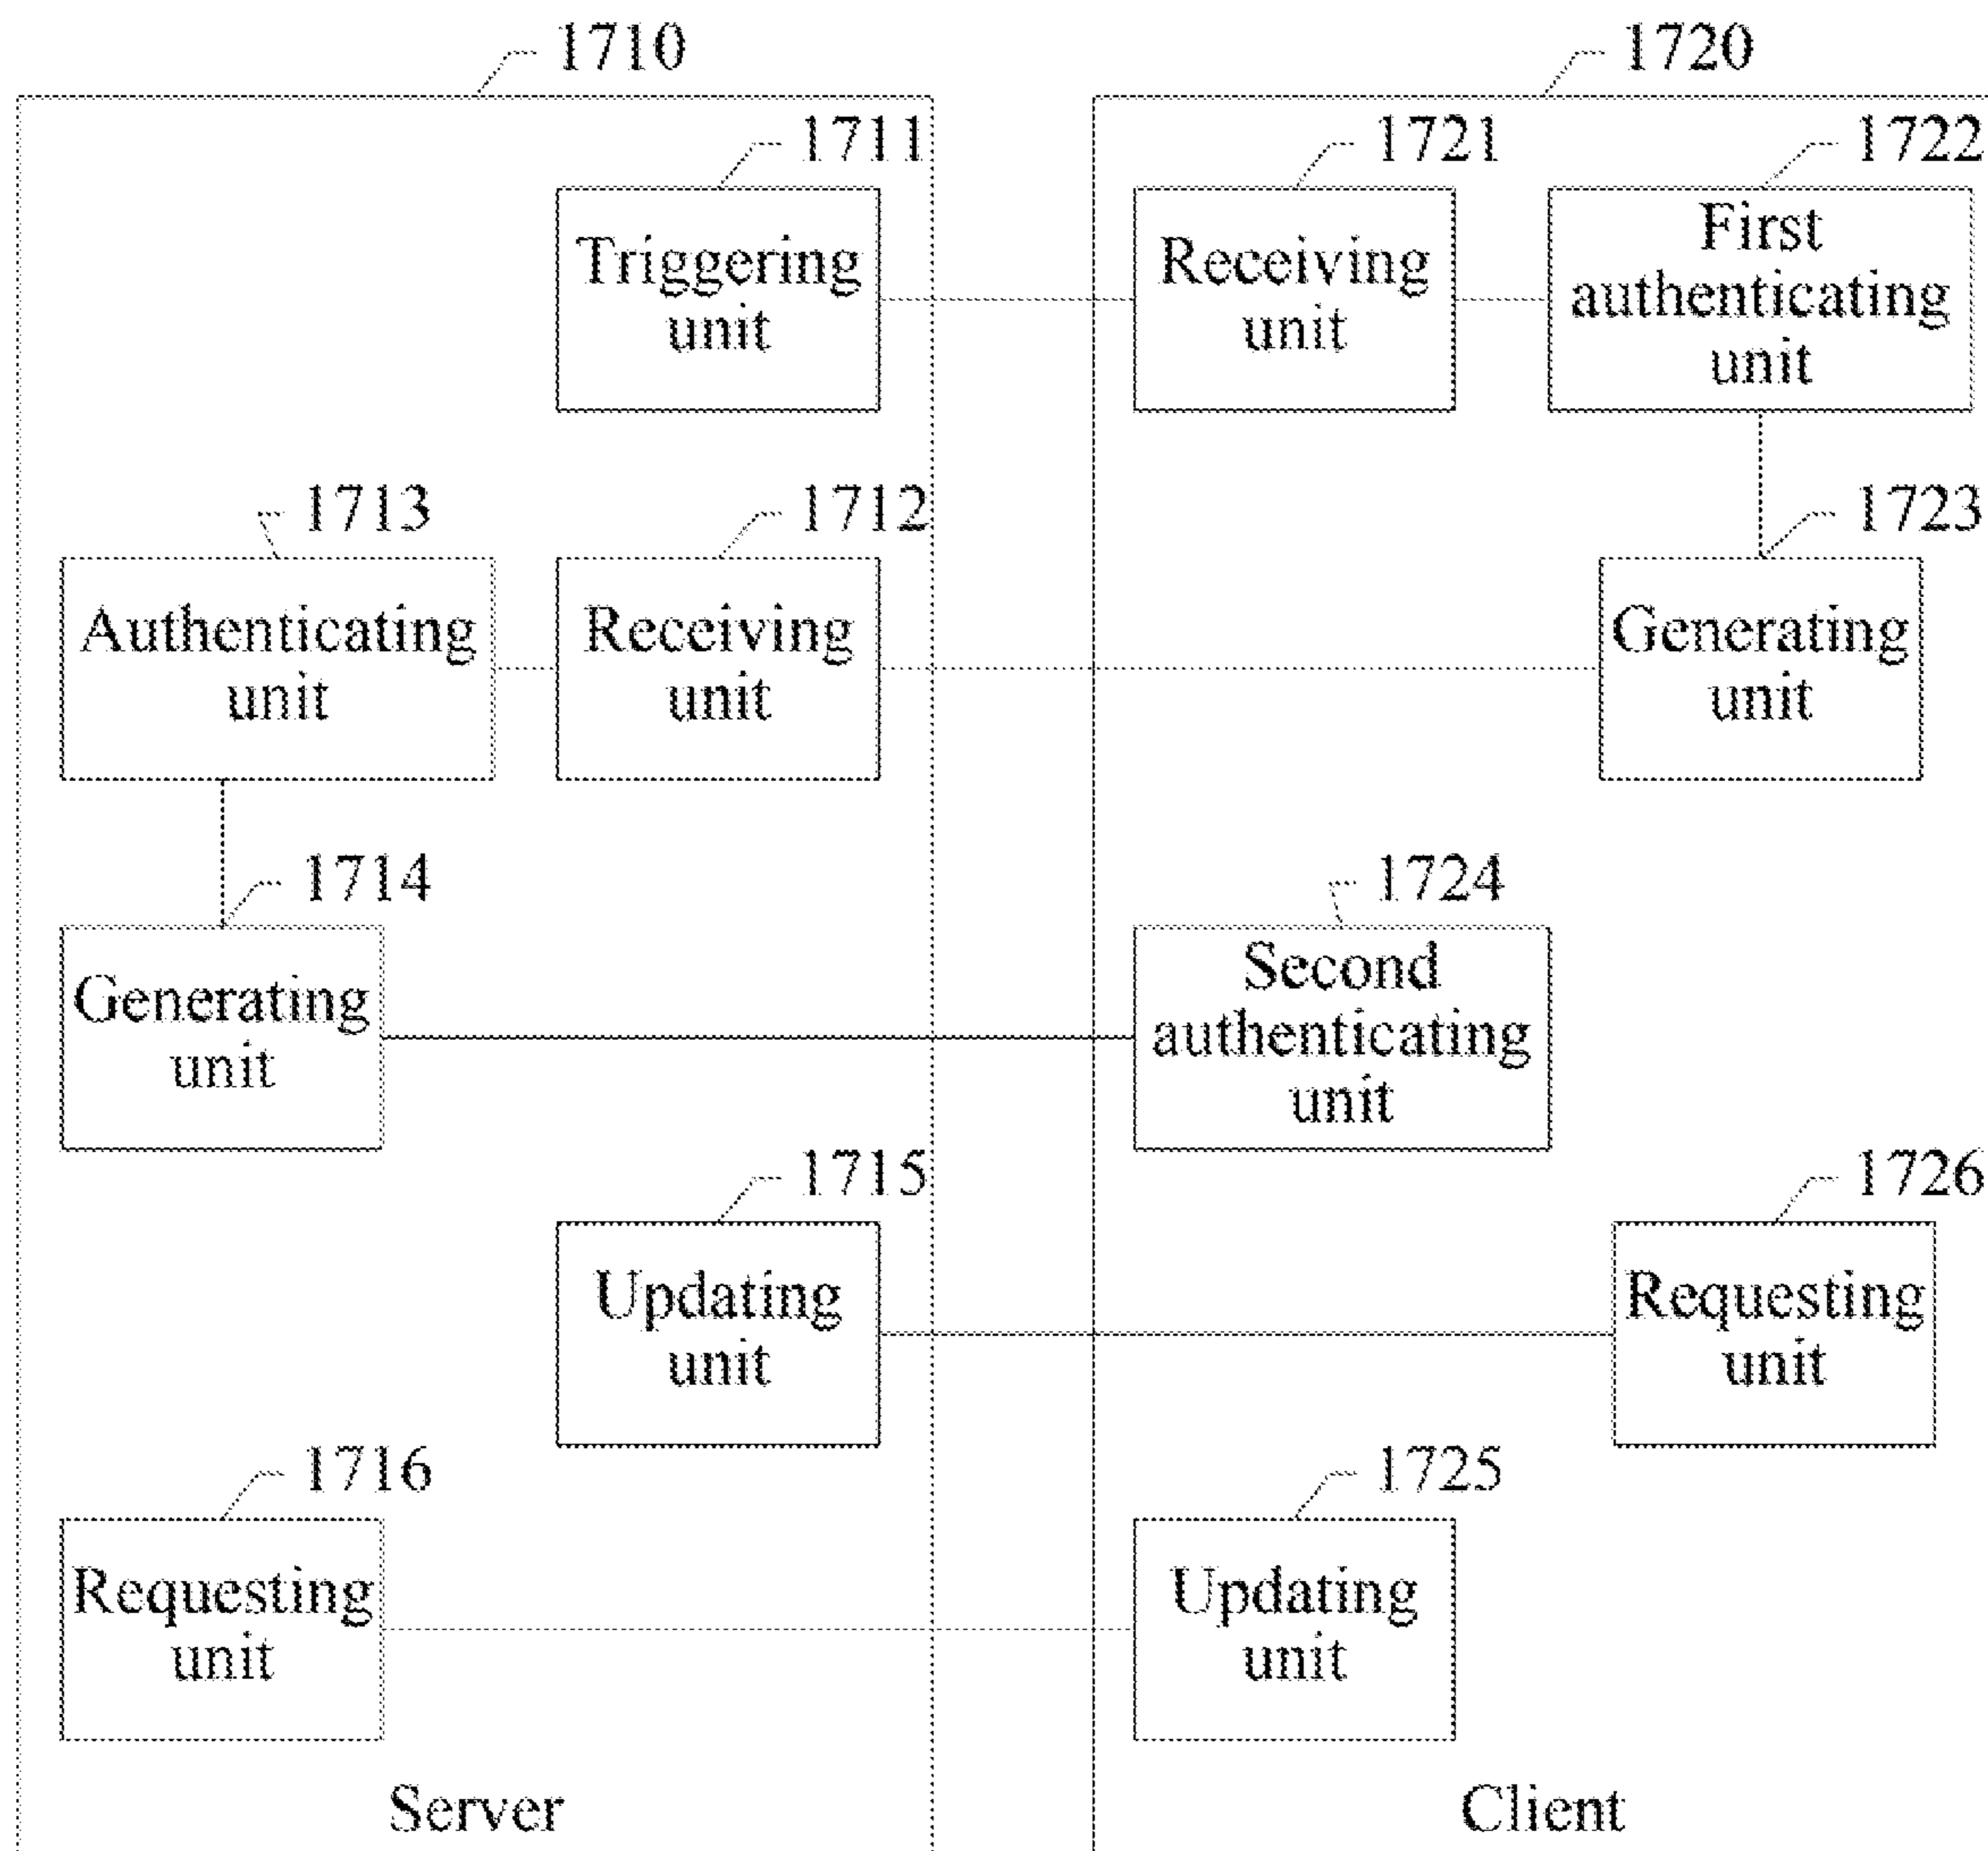 1710
1720
1711
1721
1722
Triggering
unit
Receiving
unit
First
authenticating
unit
1713
1712
1723
Authenticating
unit
Receiving
unit
Generating
unit
1714
1724
Generating
unit
Second
authenticating
unit
1715
1726
Updating
unit
Requesting
unit
1716
1725
Requesting
unit
Updating
unit
Server
Client